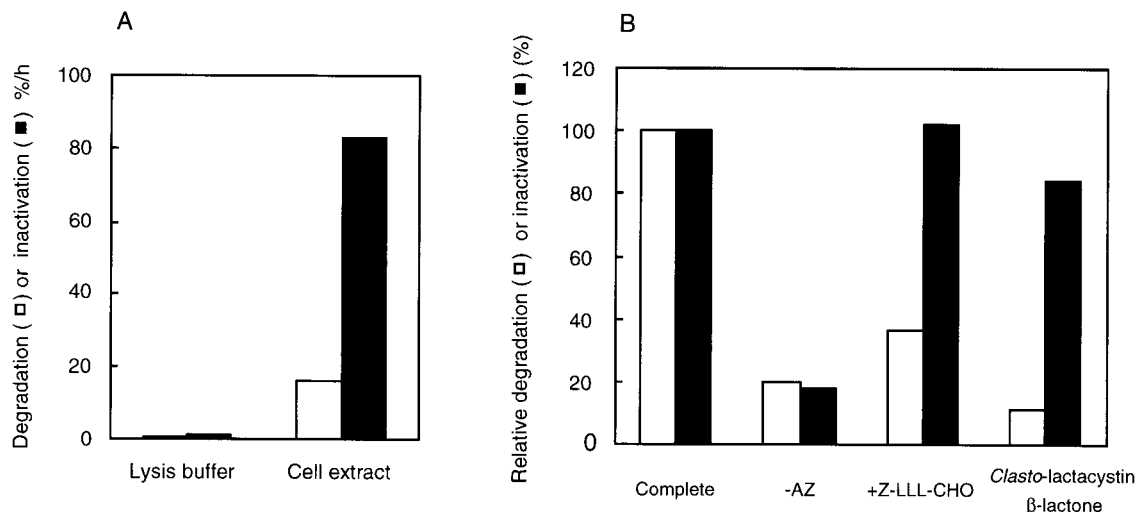 A
Degradation ( □ ) or inactivation ( ■ ) %/h
100
80
60
40
20
0
Lysis buffer
Cell extract
B
Relative degradation ( □ ) or inactivation ( ■ ) (%)
120
100
80
60
40
20
0
Complete
-AZ
+Z-LLL-CHO
Clasto-lactacystin
β-lactone